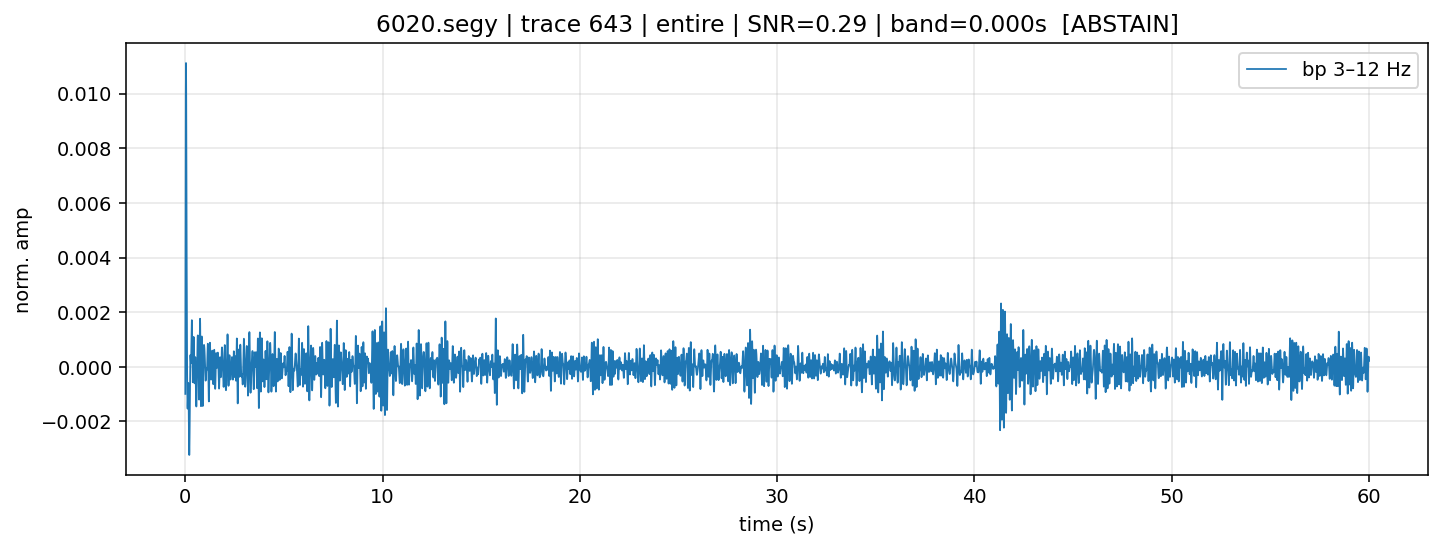 6020.segy | trace 643 | entire | SNR=0.29 | band=0.000s  [ABSTAIN]
bp 3–12 Hz
norm. amp
0.010
0.008
0.006
0.004
0.002
0.000
−0.002
0 10 20 30 40 50 60
time (s)